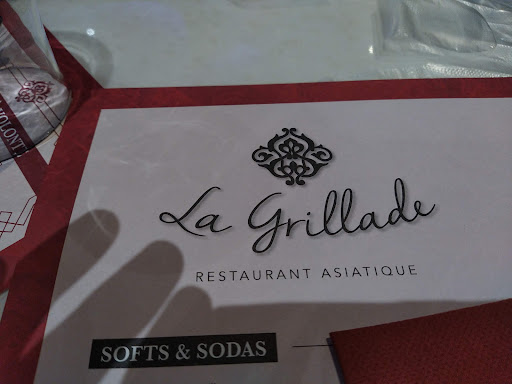 La Grillade
RESTAURANT ASIATIQUE
SOFTS & SODAS